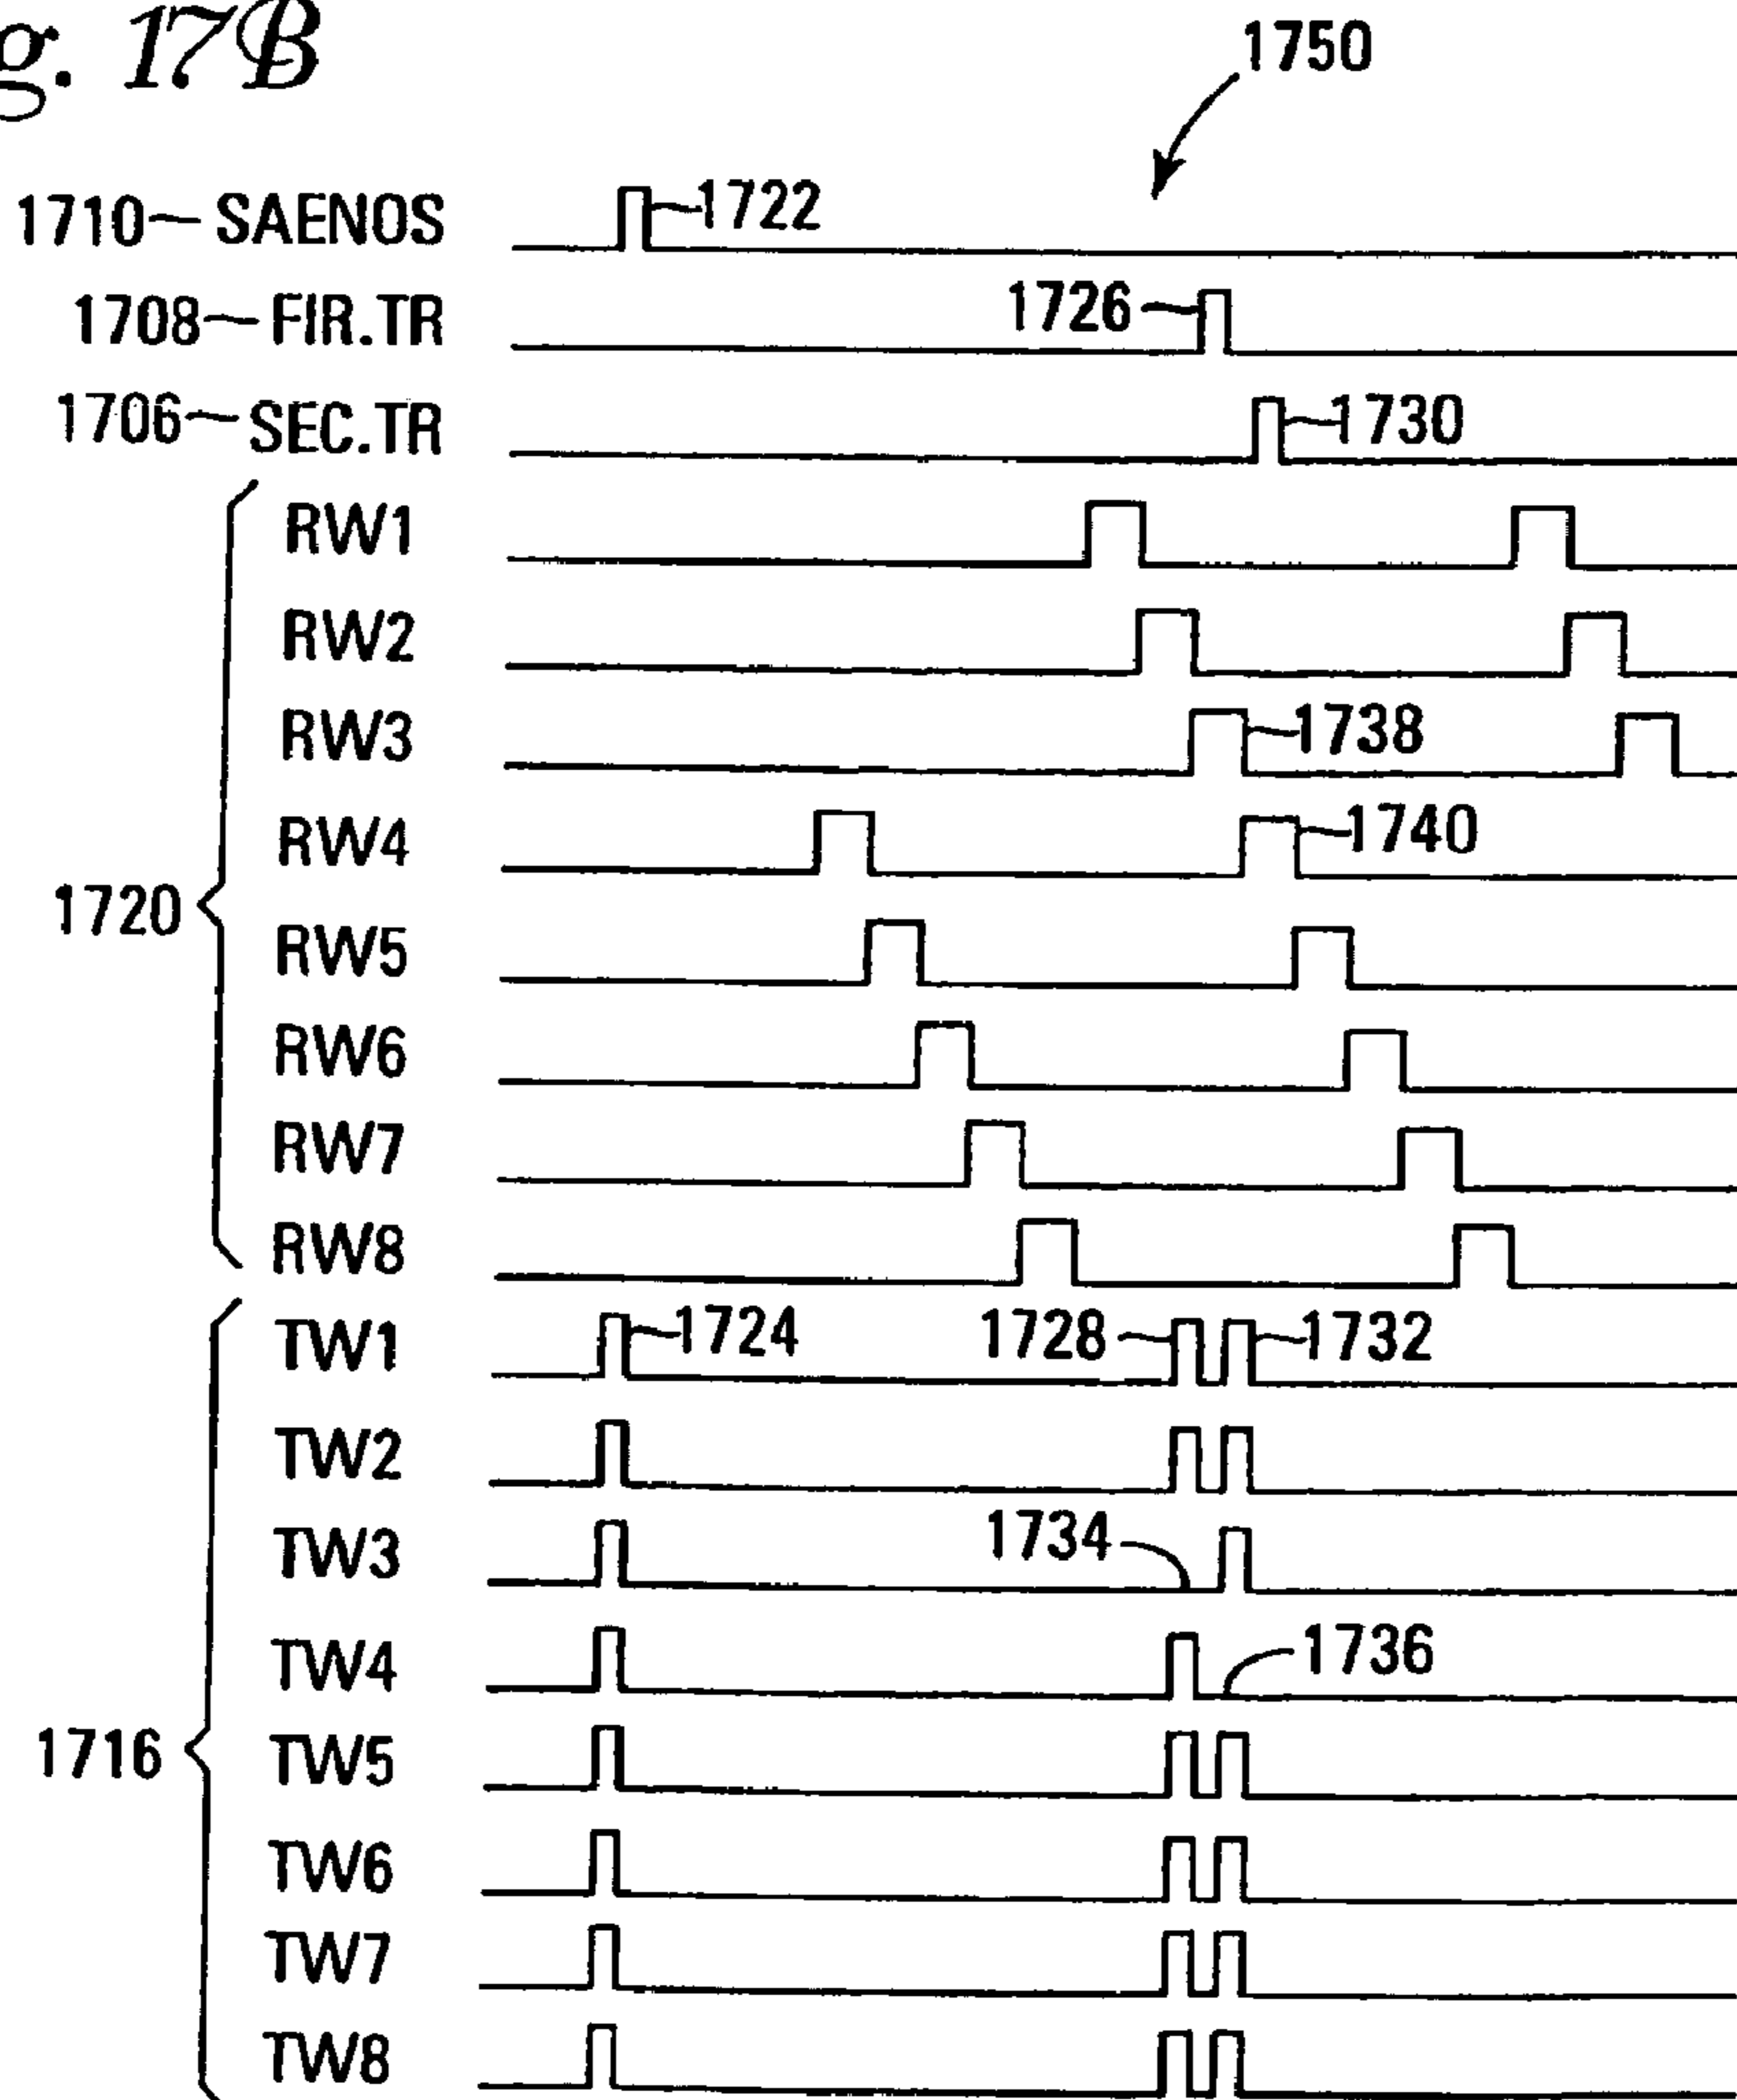 g. 17B
1750
1710 SAENOS 1722
1708 FIR.TR 1726
1706 SEC.TR 1730
RW1
RW2
RW3 1738
RW4 1740
1720
RW5
RW6
RW7
RW8
TW1 1724 1728 1732
TW2
TW3 1734
TW4 1736
1716
TW5
TW6
TW7
TW8